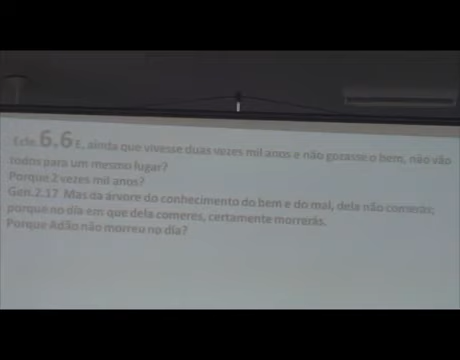 Ecle. 6.6 E, ainda que vivesse duas vezes mil anos e não gozasse o bem, não vão
todos para um mesmo lugar?
Porque 2 vezes mil anos?
Gen.2.17 Mas da árvore do conhecimento do bem e do mal, dela não comerás;
porque no dia em que dela comeres, certamente morrerás.
Porque Adão não morreu no dia?